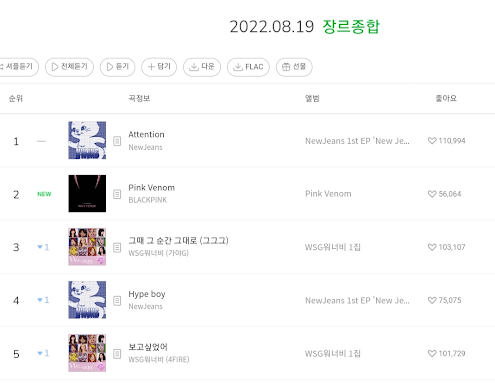 2022.08.19 장르종합
셔플듣기 전체듣기 듣기 담기 다운 FLAC 선물
순위 곡정보 앨범 좋아요
1 Attention NewJeans 1st EP 'New Je... 110,994
NewJeans
2 NEW Pink Venom Pink Venom 56,064
BLACKPINK
3 1 그때 그 순간 그대로 (그그그) WSG워너비 1집 103,107
WSG워너비 (가야G)
4 1 Hype boy NewJeans 1st EP 'New Je... 75,075
NewJeans
5 1 보고싶었어 WSG워너비 1집 101,729
WSG워너비 (4FIRE)